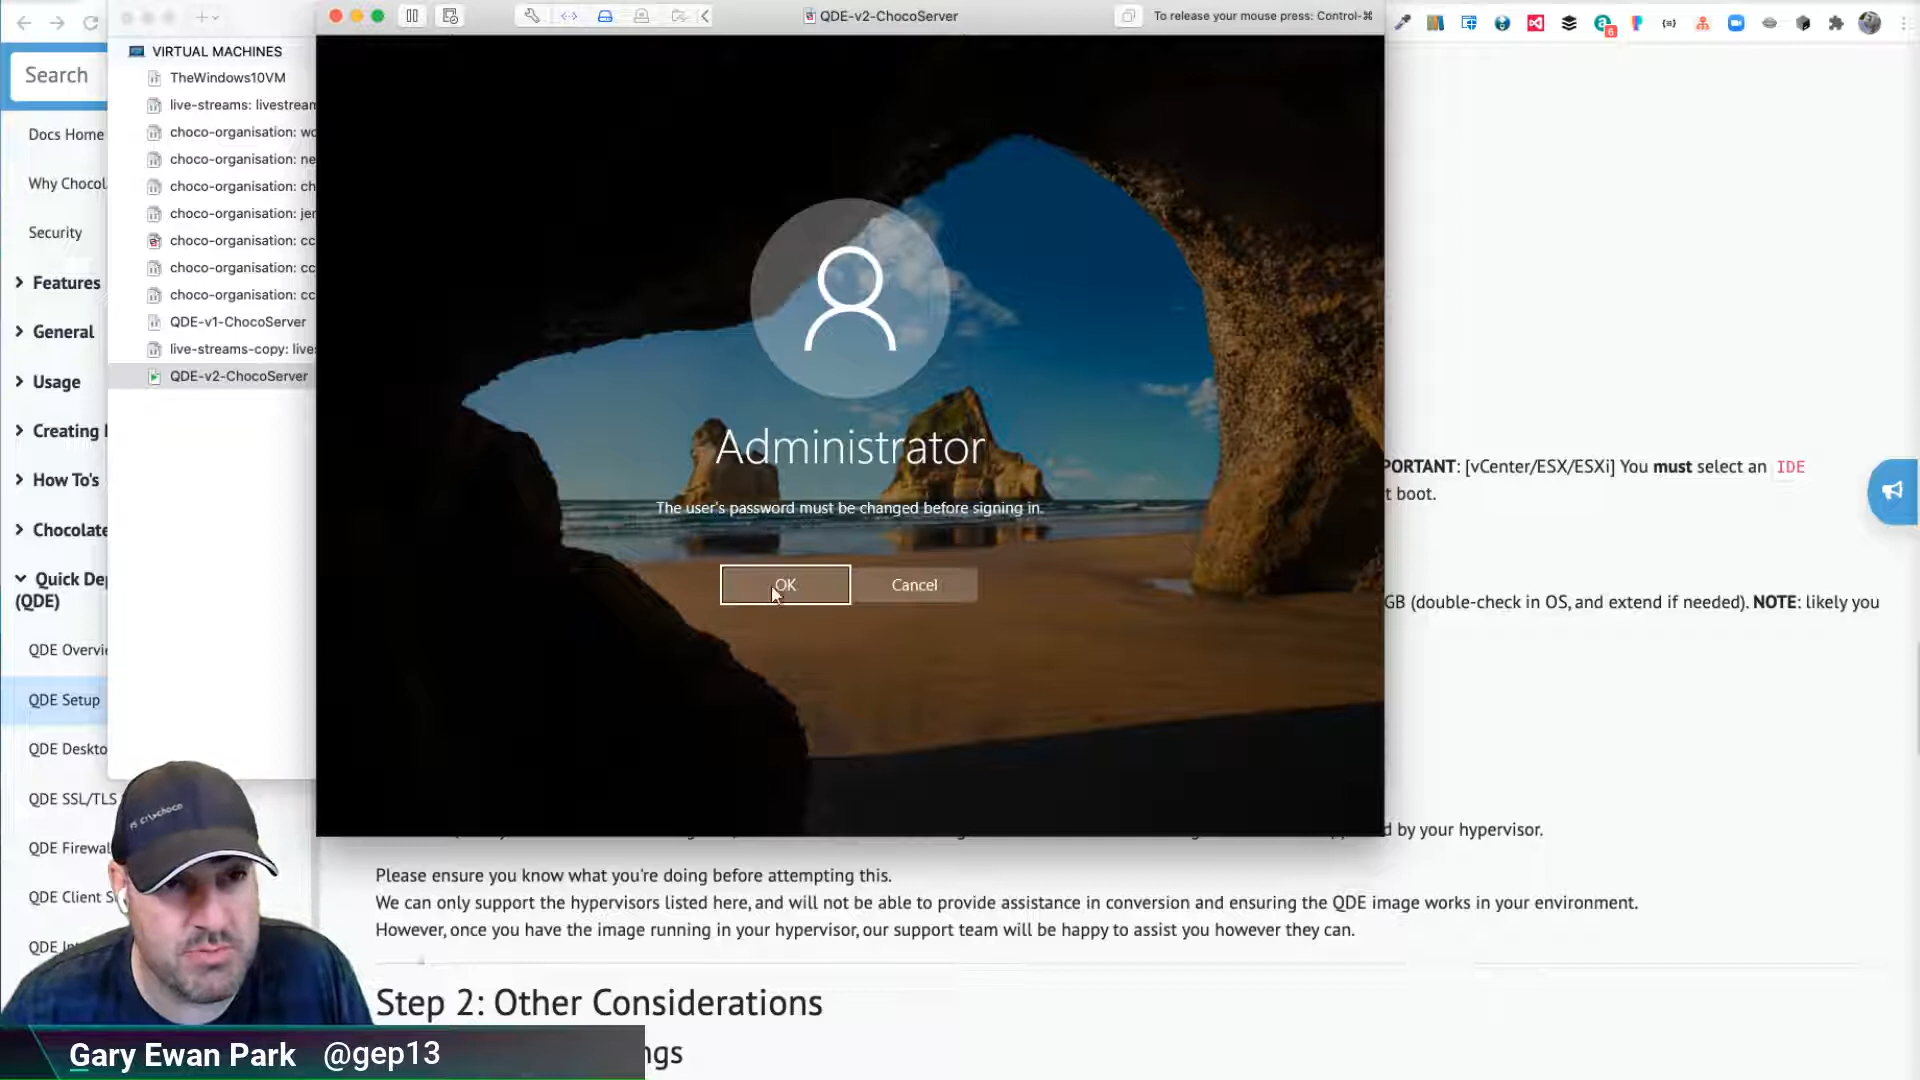 QDE-v2-ChocoServer
To release your mouse press: Control-⌘
6
VIRTUAL MACHINES
TheWindows10VM
live-streams: livestream
choco-organisation: wo
choco-organisation: ne
choco-organisation: ch
choco-organisation: jer
choco-organisation: cc
choco-organisation: cc
choco-organisation: cc
QDE-v1-ChocoServer
live-streams-copy: lives
QDE-v2-ChocoServer
Search
Docs Home
Why Chocol
Security
Features
General
Usage
Creating
How To's
Chocolate
Quick Dep
(QDE)
QDE Overvi
QDE Setup
QDE Deskto
QDE SSL/TLS
QDE Firewal
QDE Client S
QDE In
Administrator
The user's password must be changed before signing in.
OK
Cancel
PORTANT: [vCenter/ESX/ESXi] You must select an IDE
t boot.
GB (double-check in OS, and extend if needed). NOTE: likely you
d by your hypervisor.
Please ensure you know what you're doing before attempting this.
We can only support the hypervisors listed here, and will not be able to provide assistance in conversion and ensuring the QDE image works in your environment.
However, once you have the image running in your hypervisor, our support team will be happy to assist you however they can.
Step 2: Other Considerations
ngs
Gary Ewan Park @gep13